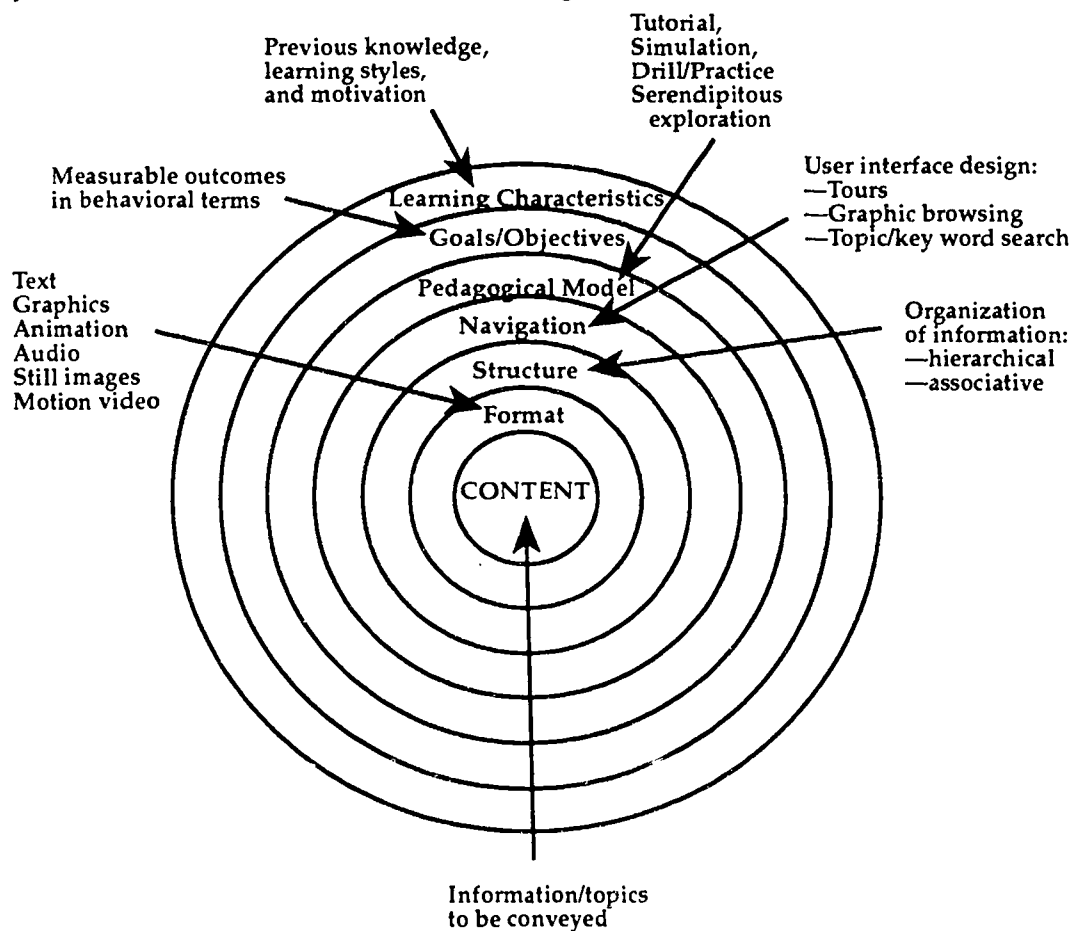 Previous knowledge,
learning styles,
and motivation
Tutorial,
Simulation,
Drill/Practice
Serendipitous
exploration
Measurable outcomes
in behavioral terms
User interface design:
—Tours
—Graphic browsing
—Topic/key word search
Text
Graphics
Animation
Audio
Still images
Motion video
Organization
of information:
—hierarchical
—associative
Learning Characteristics
Goals/Objectives
Pedagogical Model
Navigation
Structure
Format
CONTENT
Information/topics
to be conveyed